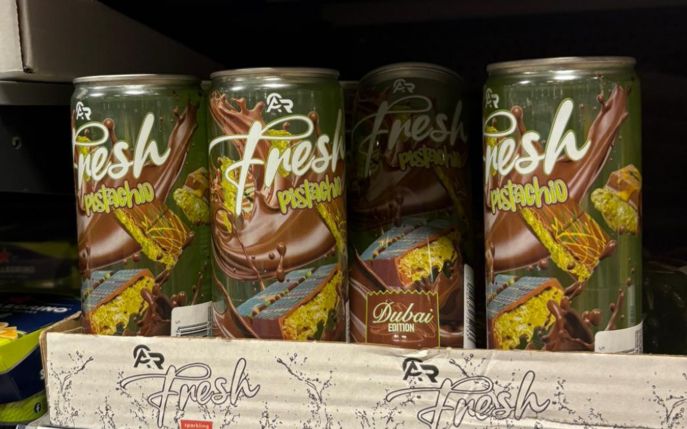 AR
Fresh
PISTACHIO
AR
Fresh
PISTACHIO
AR
Fresh
PISTACHIO
Dubai
EDITION
AR
Fresh
PISTACHIO
AR
Fresh
sparkling
AR
Fresh